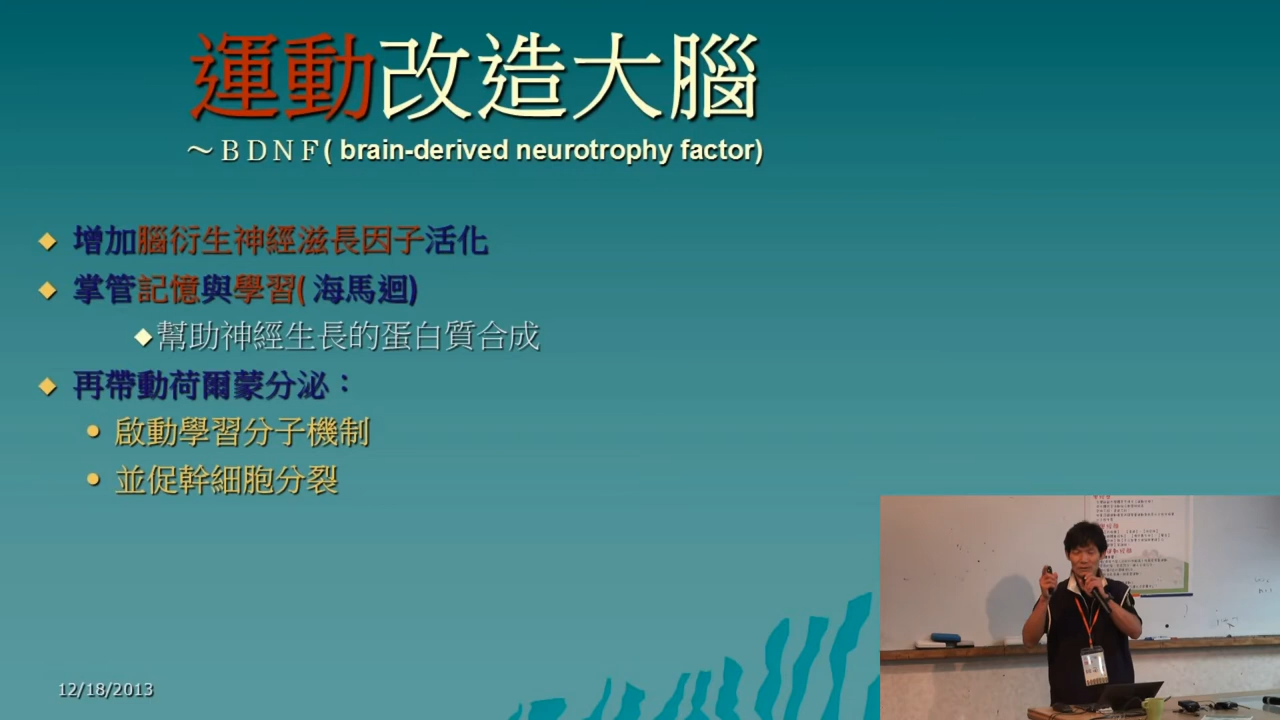 運動改造大腦
～ＢＤＮＦ( brain-derived neurotrophy factor)
增加腦衍生神經滋長因子活化
掌管記憶與學習( 海馬迴)
幫助神經生長的蛋白質合成
再帶動荷爾蒙分泌：
啟動學習分子機制
並促幹細胞分裂
12/18/2013